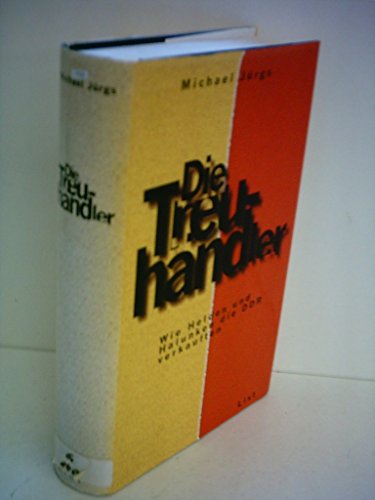 Michael Jürgs
Die
Treu-
handler
Michael Jürgs
Die
Treu-
handler
Wie Helden und
Halunken die DDR
verkauften
List